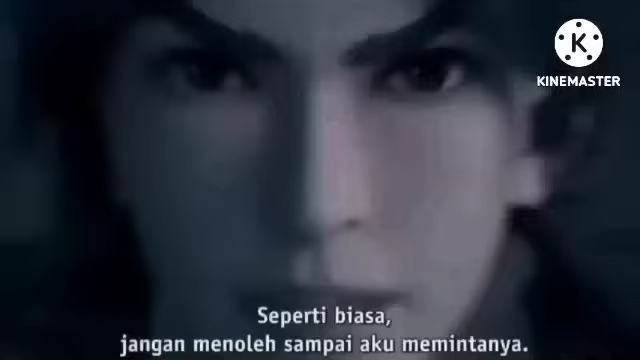 KINEMASTER
Seperti biasa,
jangan menoleh sampai aku memintanya.